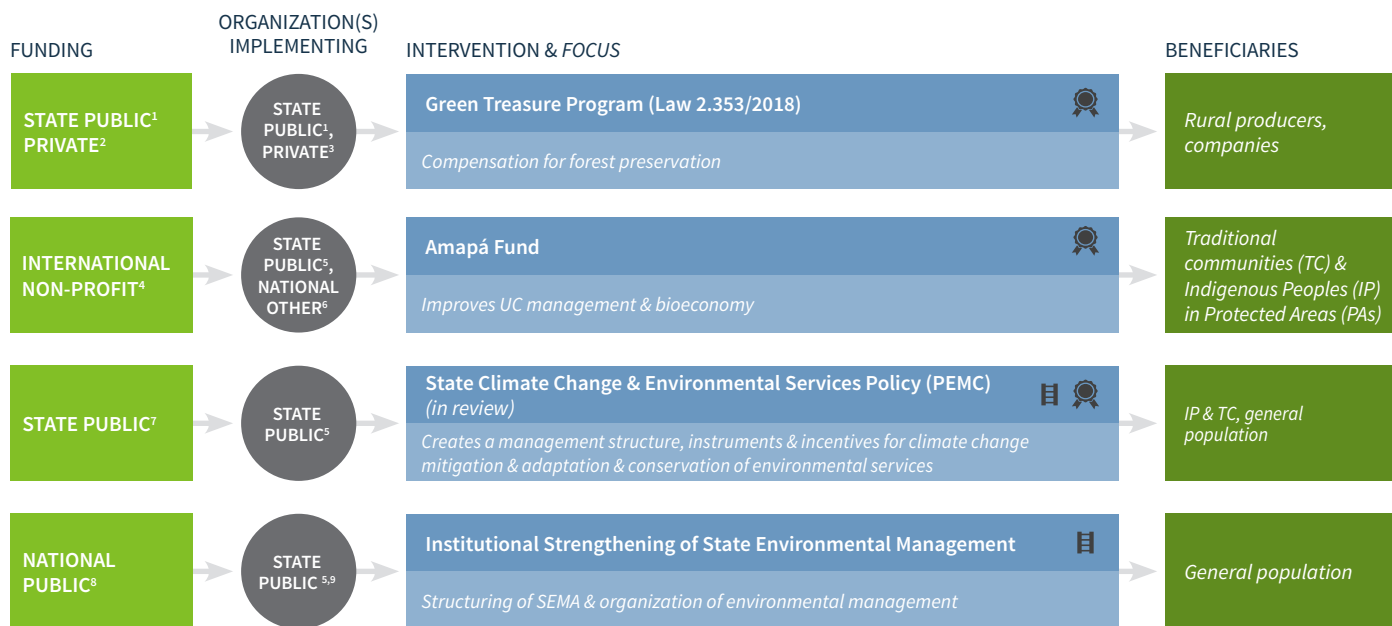 FUNDING
ORGANIZATION(S)
IMPLEMENTING
INTERVENTION & FOCUS
BENEFICIARIES
STATE PUBLIC¹
PRIVATE²
STATE
PUBLIC¹,
PRIVATE³
Green Treasure Program (Law 2.353/2018)
Compensation for forest preservation
Rural producers,
companies
INTERNATIONAL
NON-PROFIT⁴
STATE
PUBLIC⁵,
NATIONAL
OTHER⁶
Amapá Fund
Improves UC management & bioeconomy
Traditional
communities (TC) &
Indigenous Peoples (IP)
in Protected Areas (PAs)
STATE PUBLIC⁷
STATE
PUBLIC⁵
State Climate Change & Environmental Services Policy (PEMC)
(in review)
Creates a management structure, instruments & incentives for climate change
mitigation & adaptation & conservation of environmental services
IP & TC, general
population
NATIONAL
PUBLIC⁸
STATE
PUBLIC ⁵,⁹
Institutional Strengthening of State Environmental Management
Structuring of SEMA & organization of environmental management
General population